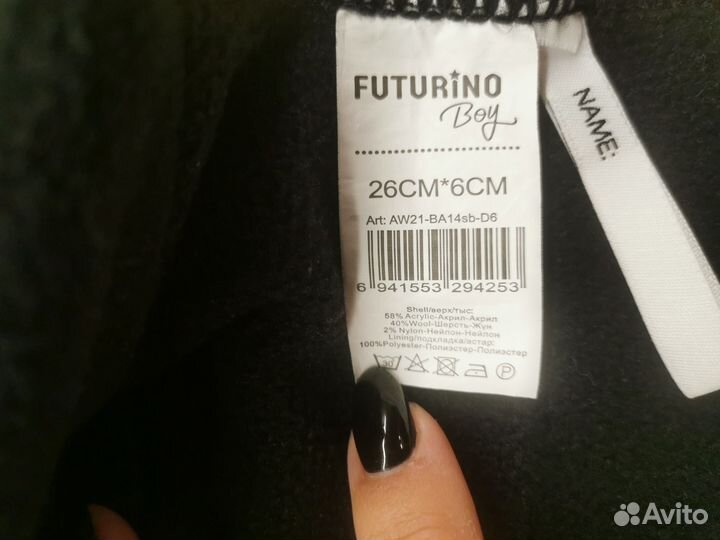 FUTURiNO
Boy
26CM*6CM
Art: AW21-BA14sb-D6
6 941553 294253
Shell/верх/тыс:
58% Acrylic-Акрил-Акрил
40%Wool-Шерсть-Жүн
2% Nylon-Нейлон-Нейлон
Lining/подкладка/астар:
100%Polyester-Полиэстер-Полиэстер
30
P
NAME:
Avito